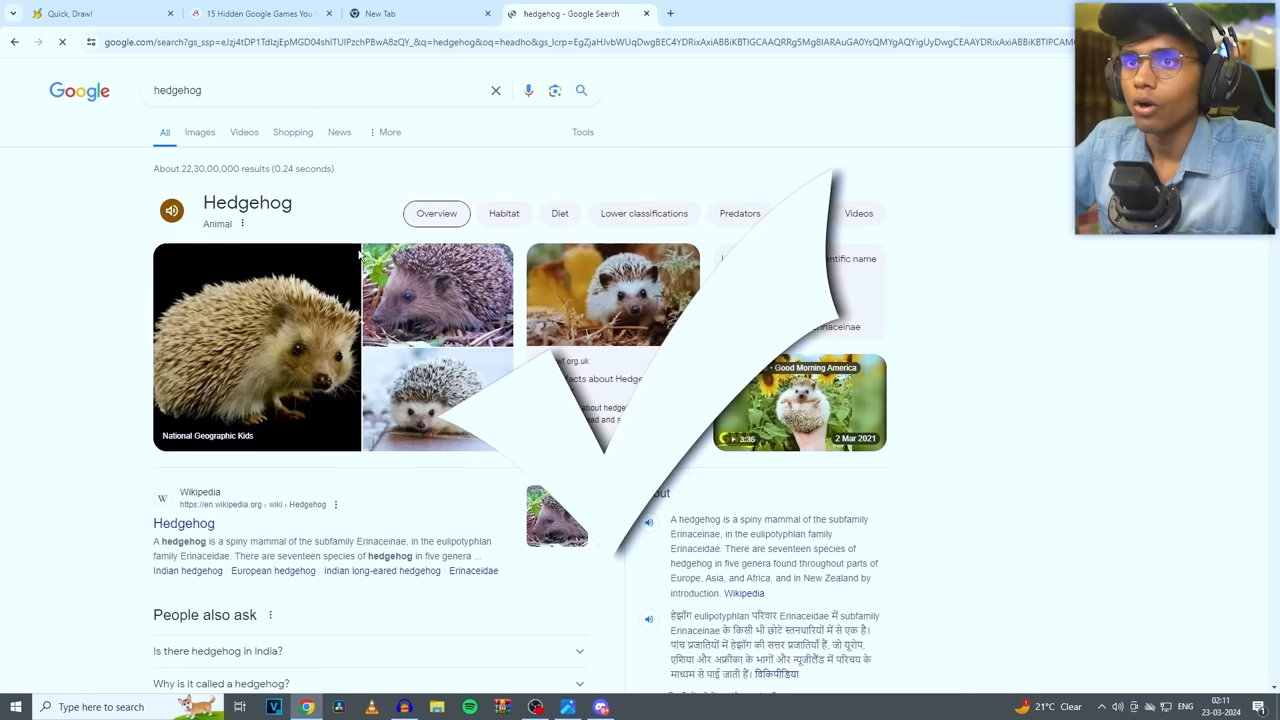 Quick, Draw!
15 Hidden Google Games You
New Tab
hedgehog - Google Search
Google
hedgehog
All
Images
Videos
Shopping
News
More
Tools
About 22,30,00,000 results (0.24 seconds)
Hedgehog
Animal
Overview
Habitat
Diet
Lower classifications
Predators
Videos
National Geographic Kids
Good Morning America
3:35
2 Mar 2021
Wikipedia
https://en.wikipedia.org › wiki › Hedgehog
Hedgehog
A hedgehog is a spiny mammal of the subfamily Erinaceinae, in the eulipotyphlan
family Erinaceidae. There are seventeen species of hedgehog in five genera ...
Indian hedgehog · European hedgehog · Indian long-eared hedgehog · Erinaceidae
People also ask
Is there hedgehog in India?
Why is it called a hedgehog?
A hedgehog is a spiny mammal of the subfamily
Erinaceinae, in the eulipotyphlan family
Erinaceidae. There are seventeen species of
hedgehog in five genera found throughout parts of
Europe, Asia, and Africa, and in New Zealand by
introduction. Wikipedia
हेझॉग eulipotyphlan परिवार Erinaceidae में subfamily
Erinaceinae के किसी भी छोटे स्तनधारियों में से एक है।
पांच प्रजातियों में हेझॉग की सत्तर प्रजातियाँ हैं, जो यूरोप,
एशिया और अफ्रीका के भागों और न्यूजीलैंड में परिचय के
माध्यम से पाई जाती हैं। विकिपीडिया
Type here to search
21°C Clear
ENG
02:11
23-03-2024